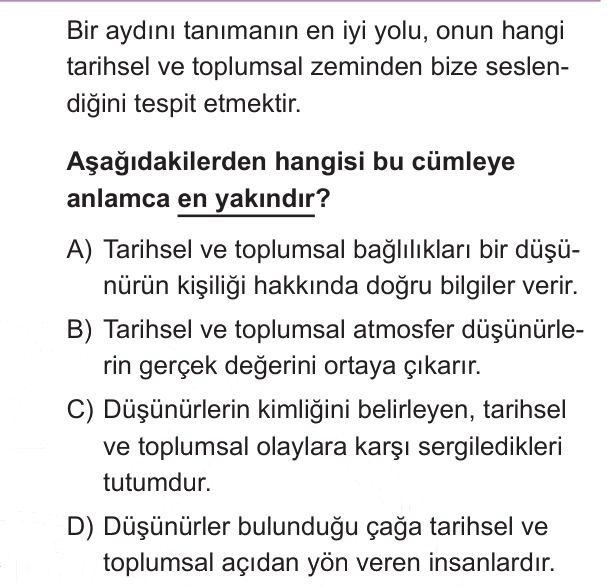 Bir aydını tanımanın en iyi yolu, onun hangi
tarihsel ve toplumsal zeminden bize seslen-
diğini tespit etmektir.
Aşağıdakilerden hangisi bu cümleye
anlamca en yakındır?
A) Tarihsel ve toplumsal bağlılıkları bir düşü-
nürün kişiliği hakkında doğru bilgiler verir.
B) Tarihsel ve toplumsal atmosfer düşünürle-
rin gerçek değerini ortaya çıkarır.
C) Düşünürlerin kimliğini belirleyen, tarihsel
ve toplumsal olaylara karşı sergiledikleri
tutumdur.
D) Düşünürler bulunduğu çağa tarihsel ve
toplumsal açıdan yön veren insanlardır.